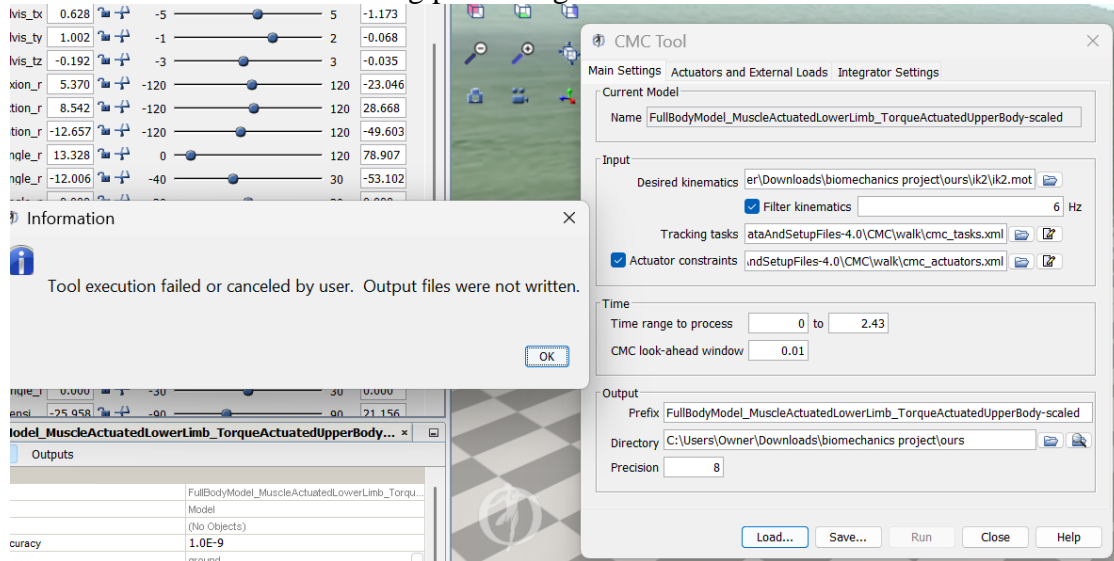 lvis_tx 0.628 -5 5 -1.173
lvis_ty 1.002 -1 2 -0.068
lvis_tz -0.192 -3 3 -0.035
xion_r 5.370 -120 120 -23.046
tion_r 8.542 -120 120 28.668
tion_r -12.657 -120 120 -49.603
ngle_r 13.328 0 120 78.907
ngle_r -12.006 -40 30 -53.102
Information
Tool execution failed or canceled by user. Output files were not written.
OK
ngle_l 0.000 -30 30 0.000
ensi... -25.958 -90 90 21.156
lodel_MuscleActuatedLowerLimb_TorqueActuatedUpperBody... ×
Outputs
FullBodyModel_MuscleActuatedLowerLimb_Torqu...
Model
(No Objects)
curacy 1.0E-9
ground
CMC Tool
Main Settings Actuators and External Loads Integrator Settings
Current Model
Name FullBodyModel_MuscleActuatedLowerLimb_TorqueActuatedUpperBody-scaled
Input
Desired kinematics er\Downloads\biomechanics project\ours\ik2\ik2.mot
Filter kinematics 6 Hz
Tracking tasks ataAndSetupFiles-4.0\CMC\walk\cmc_tasks.xml
Actuator constraints ndSetupFiles-4.0\CMC\walk\cmc_actuators.xml
Time
Time range to process 0 to 2.43
CMC look-ahead window 0.01
Output
Prefix FullBodyModel_MuscleActuatedLowerLimb_TorqueActuatedUpperBody-scaled
Directory C:\Users\Owner\Downloads\biomechanics project\ours
Precision 8
Load... Save... Run Close Help